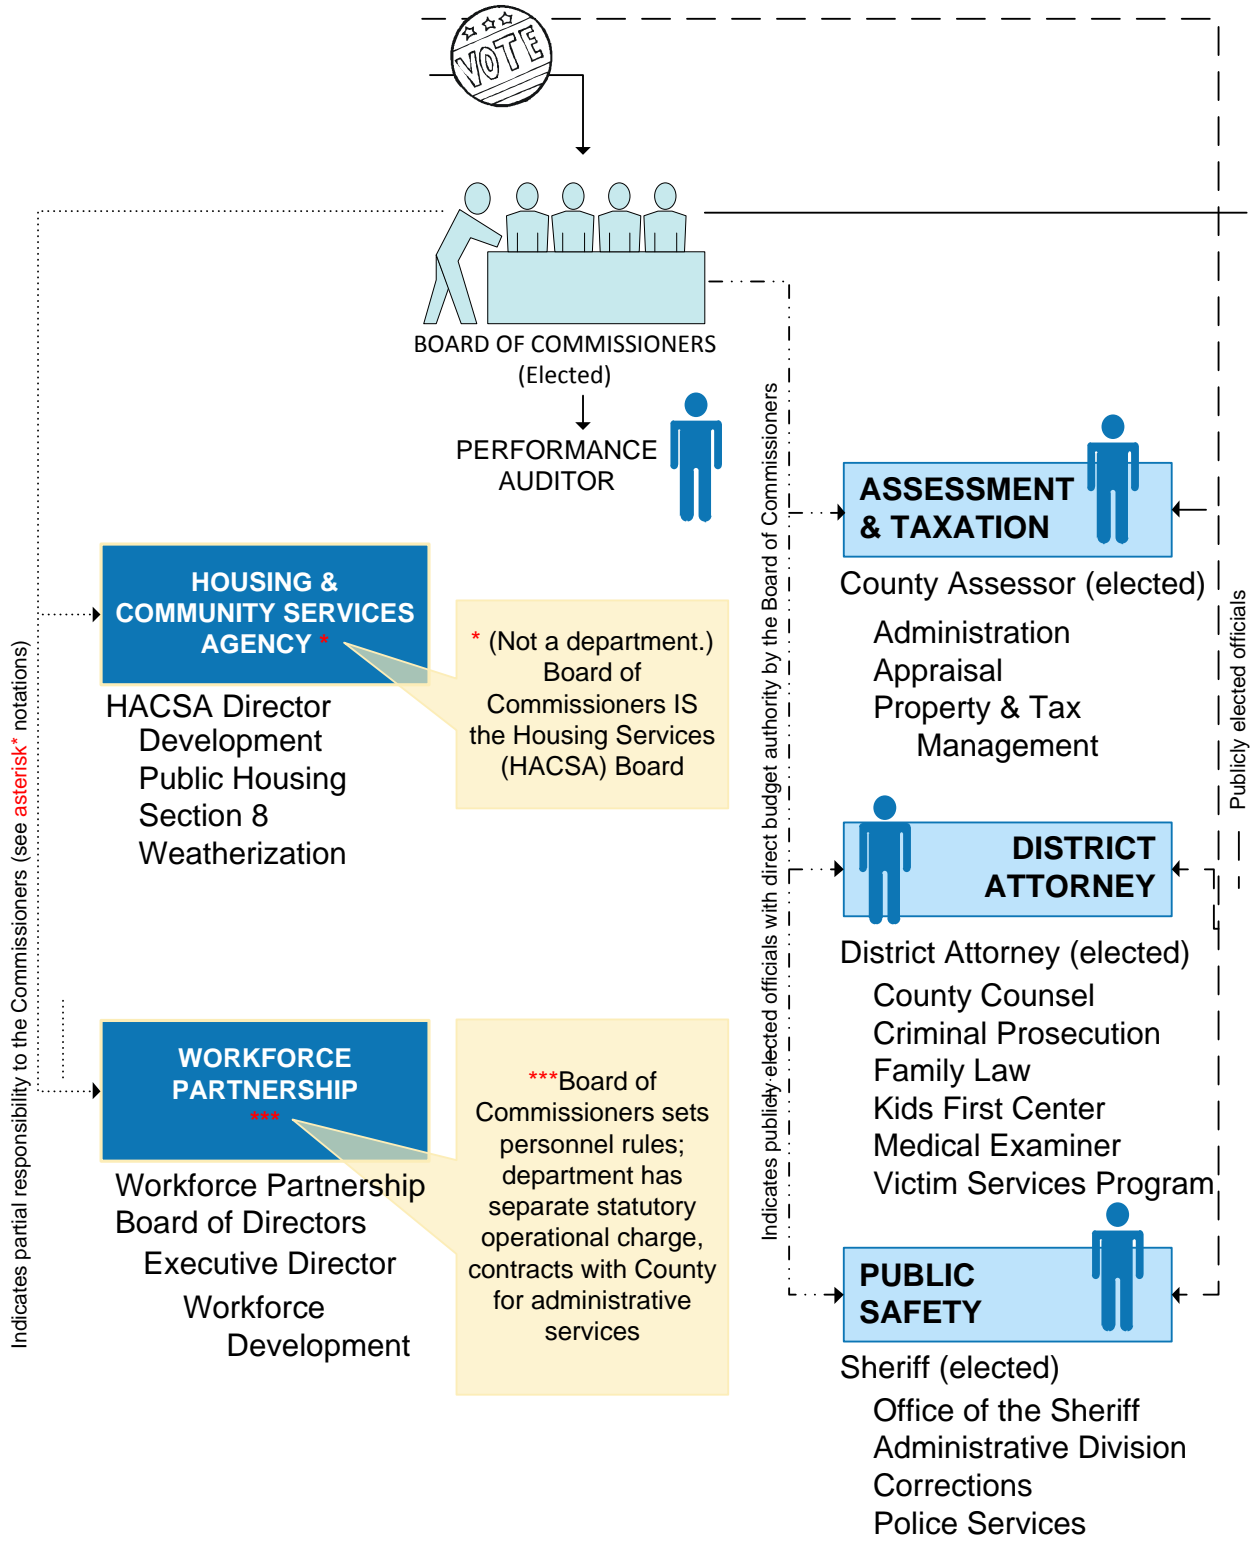 VOTE
BOARD OF COMMISSIONERS
(Elected)
PERFORMANCE
AUDITOR
Indicates partial responsibility to the Commissioners (see asterisk* notations)
HOUSING &
COMMUNITY SERVICES
AGENCY *
HACSA Director
Development
Public Housing
Section 8
Weatherization
* (Not a department.)
Board of
Commissioners IS
the Housing Services
(HACSA) Board
WORKFORCE
PARTNERSHIP
***
Workforce Partnership
Board of Directors
Executive Director
Workforce
Development
***Board of
Commissioners sets
personnel rules;
department has
separate statutory
operational charge,
contracts with County
for administrative
services
Indicates publicly elected officials with direct budget authority by the Board of Commissioners
ASSESSMENT
& TAXATION
County Assessor (elected)
Administration
Appraisal
Property & Tax
Management
DISTRICT
ATTORNEY
District Attorney (elected)
County Counsel
Criminal Prosecution
Family Law
Kids First Center
Medical Examiner
Victim Services Program
PUBLIC
SAFETY
Sheriff (elected)
Office of the Sheriff
Administrative Division
Corrections
Police Services
Publicly elected officials